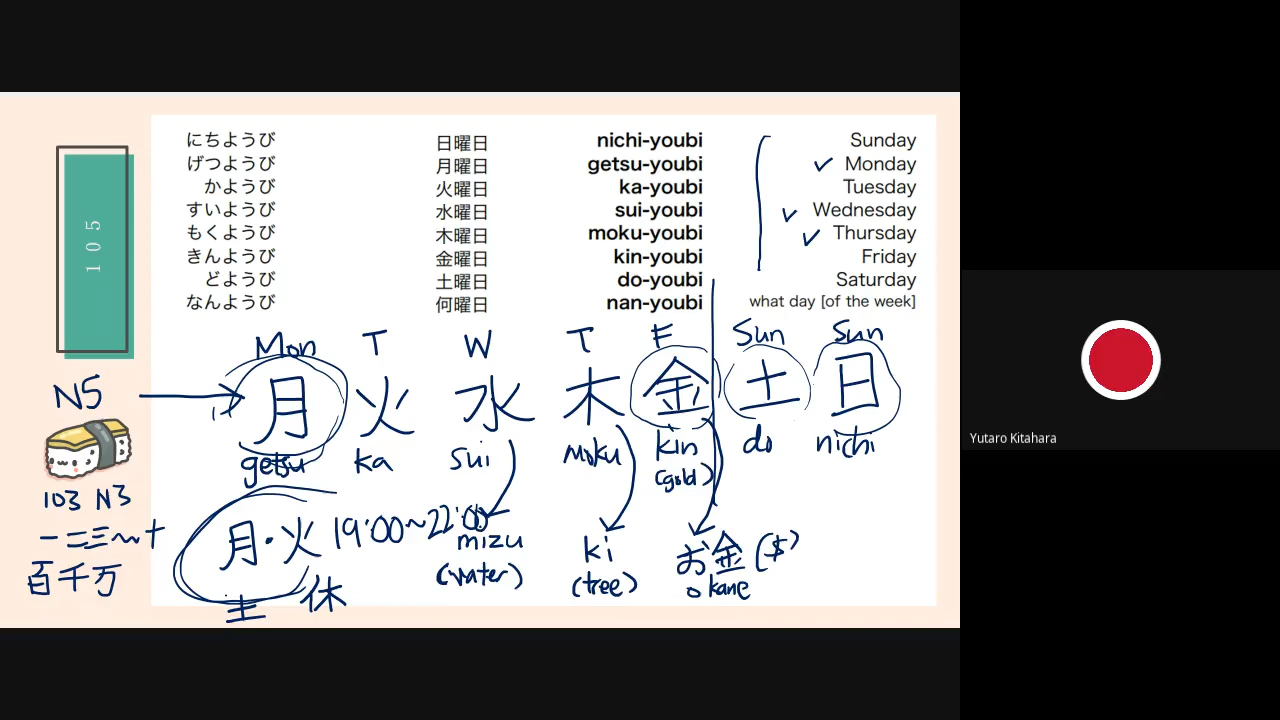 105
にちようび 日曜日 nichi-youbi Sunday
げつようび 月曜日 getsu-youbi Monday
かようび 火曜日 ka-youbi Tuesday
すいようび 水曜日 sui-youbi Wednesday
もくようび 木曜日 moku-youbi Thursday
きんようび 金曜日 kin-youbi Friday
どようび 土曜日 do-youbi Saturday
なんようび 何曜日 nan-youbi what day [of the week]
Mon T W T F Sun Sun
N5 月 火 水 木 金 土 日
getsu ka sui moku kin do nichi
(gold)
103 N3
月・火 19:00~22:00
mizu ki お金 ($)
(water) (tree) okane
一二三~十
百千万
土 休
Yutaro Kitahara